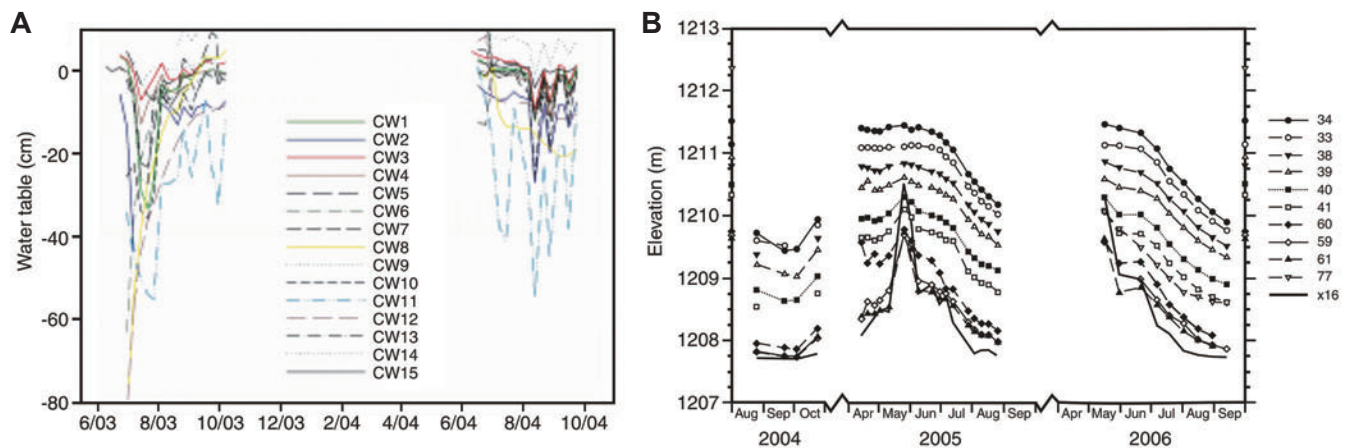 A
Water table (cm)
0
-20
-40
-60
-80
6/03
8/03
10/03
12/03
2/04
4/04
6/04
8/04
10/04
CW1
CW2
CW3
CW4
CW5
CW6
CW7
CW8
CW9
CW10
CW11
CW12
CW13
CW14
CW15
B
Elevation (m)
1213
1212
1211
1210
1209
1208
1207
Aug Sep Oct
Apr May Jun Jul Aug Sep
Apr May Jun Jul Aug Sep
2004
2005
2006
34
33
38
39
40
41
60
59
61
77
x16